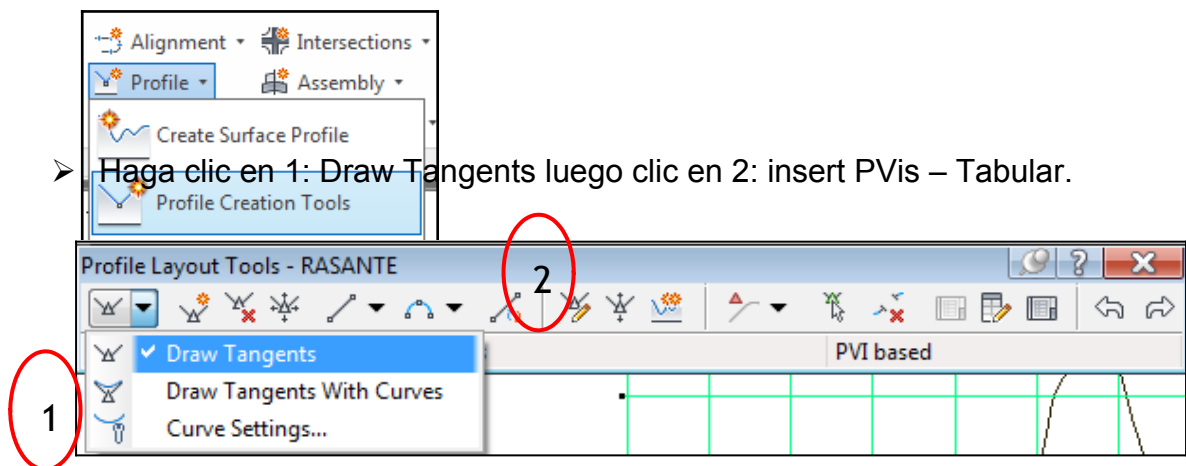 Alignment Intersections
Profile Assembly
Create Surface Profile
➢ Haga clic en 1: Draw Tangents luego clic en 2: insert PVis – Tabular.
Profile Creation Tools
Profile Layout Tools - RASANTE
2
Draw Tangents
PVI based
Draw Tangents With Curves
1
Curve Settings...